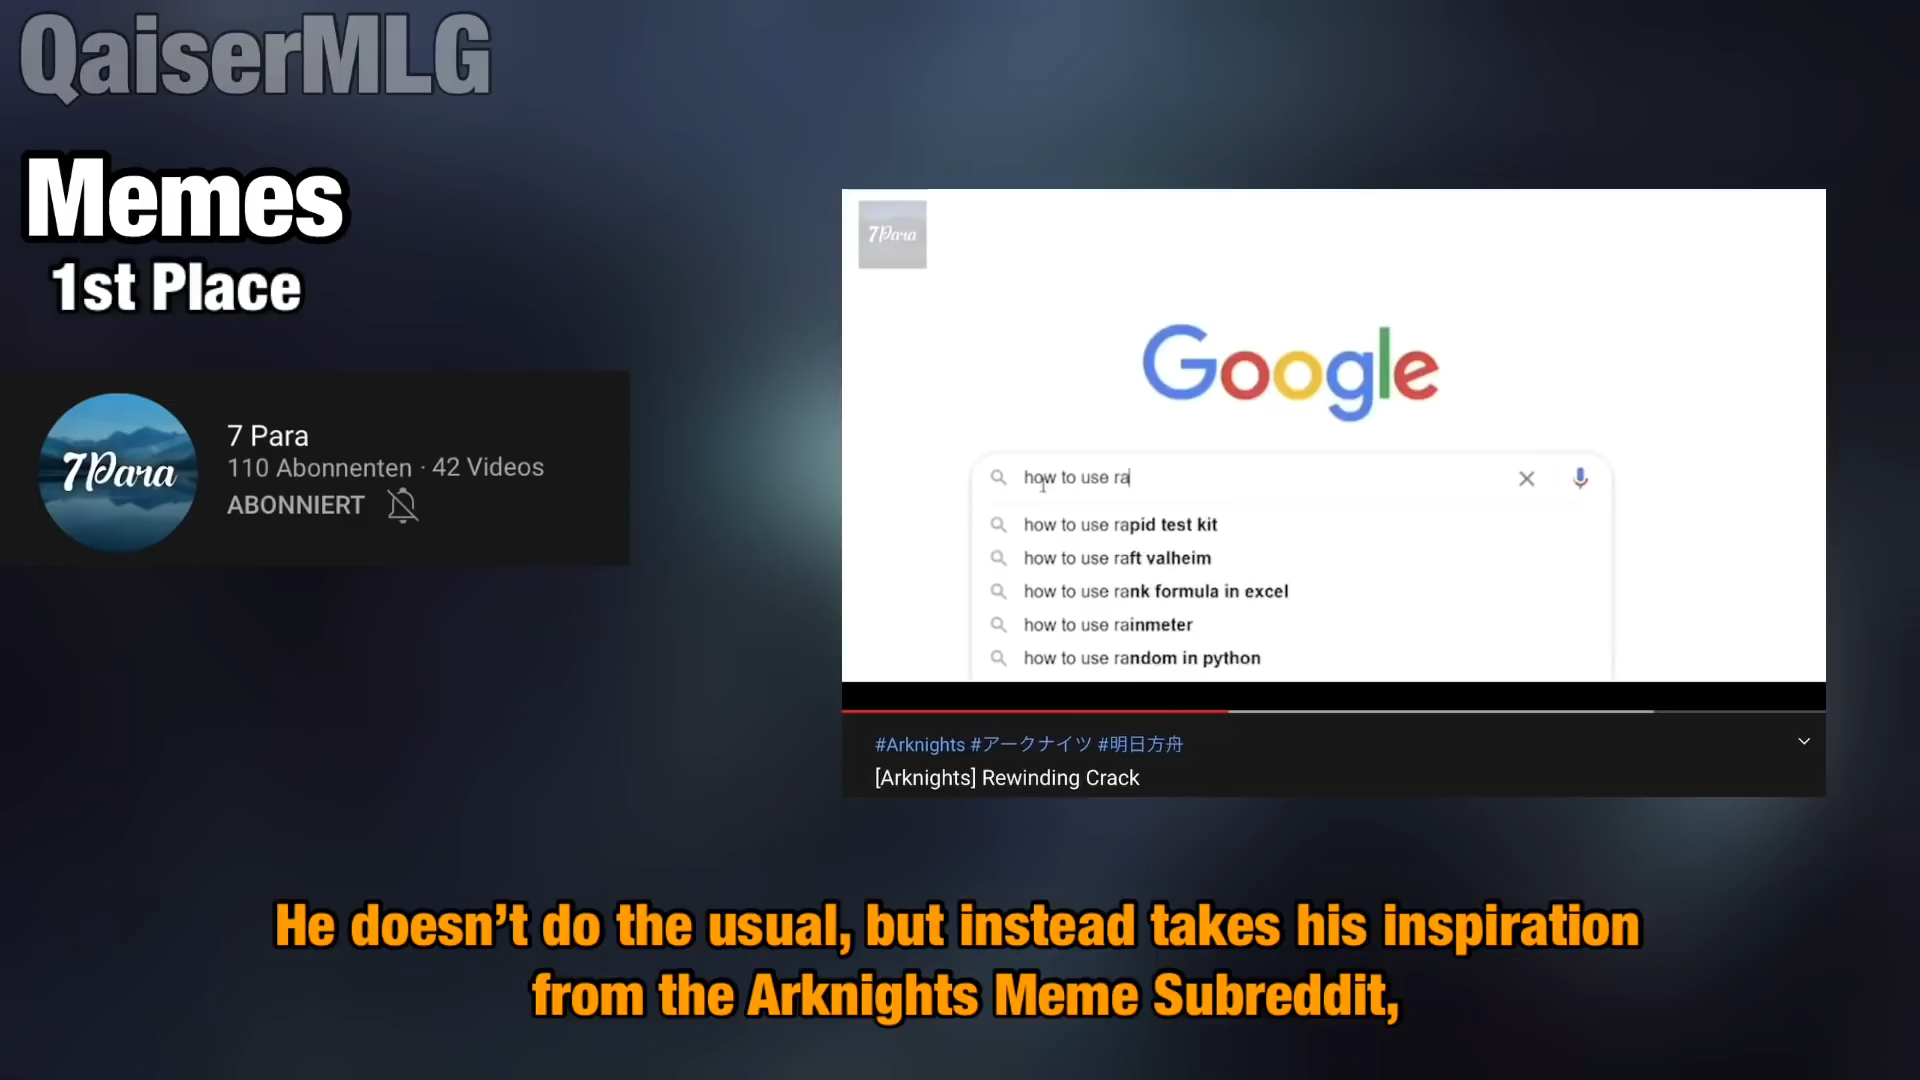 QaiserMLG
Memes
1st Place
7Para
7 Para
110 Abonnenten · 42 Videos
ABONNIERT
7Para
Google
how to use ra
how to use rapid test kit
how to use raft valheim
how to use rank formula in excel
how to use rainmeter
how to use random in python
#Arknights #アークナイツ #明日方舟
[Arknights] Rewinding Crack
He doesn’t do the usual, but instead takes his inspiration
from the Arknights Meme Subreddit,